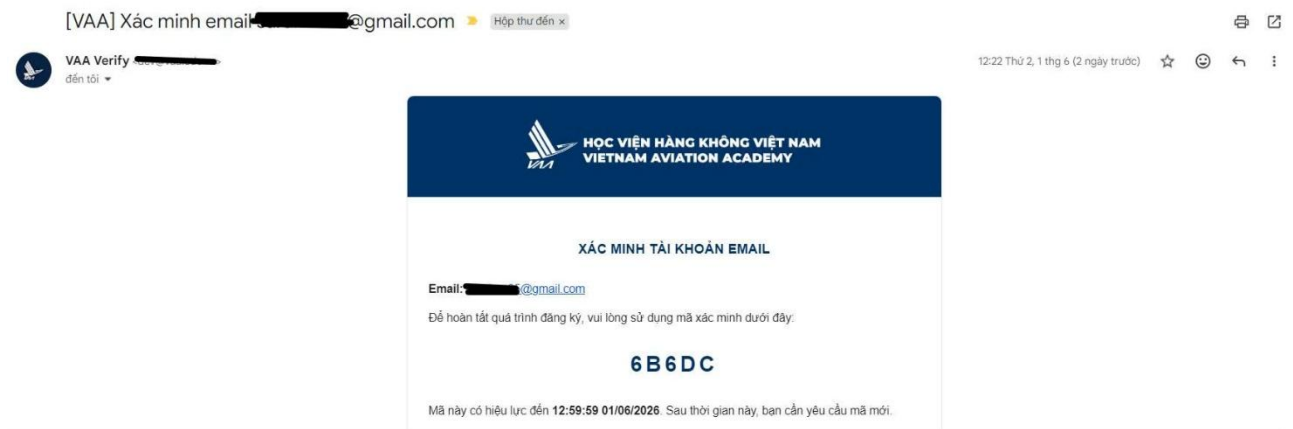 [VAA] Xác minh email @gmail.com Hộp thư đến ×
VAA Verify
12:22 Thứ 2, 1 thg 6 (2 ngày trước)
đến tôi
HỌC VIỆN HÀNG KHÔNG VIỆT NAM
VIETNAM AVIATION ACADEMY
VAA
XÁC MINH TÀI KHOẢN EMAIL
Email: @gmail.com
Để hoàn tất quá trình đăng ký, vui lòng sử dụng mã xác minh dưới đây:
6B6DC
Mã này có hiệu lực đến 12:59:59 01/06/2026. Sau thời gian này, bạn cần yêu cầu mã mới.